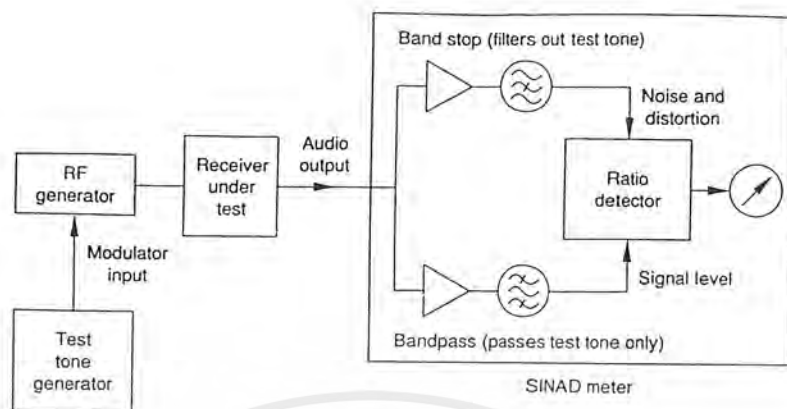 Band stop (filters out test tone)
Noise and
distortion
RF
generator
Receiver
under
test
Audio
output
Ratio
detector
Modulator
input
Signal level
Test
tone
generator
Bandpass (passes test tone only)
SINAD meter